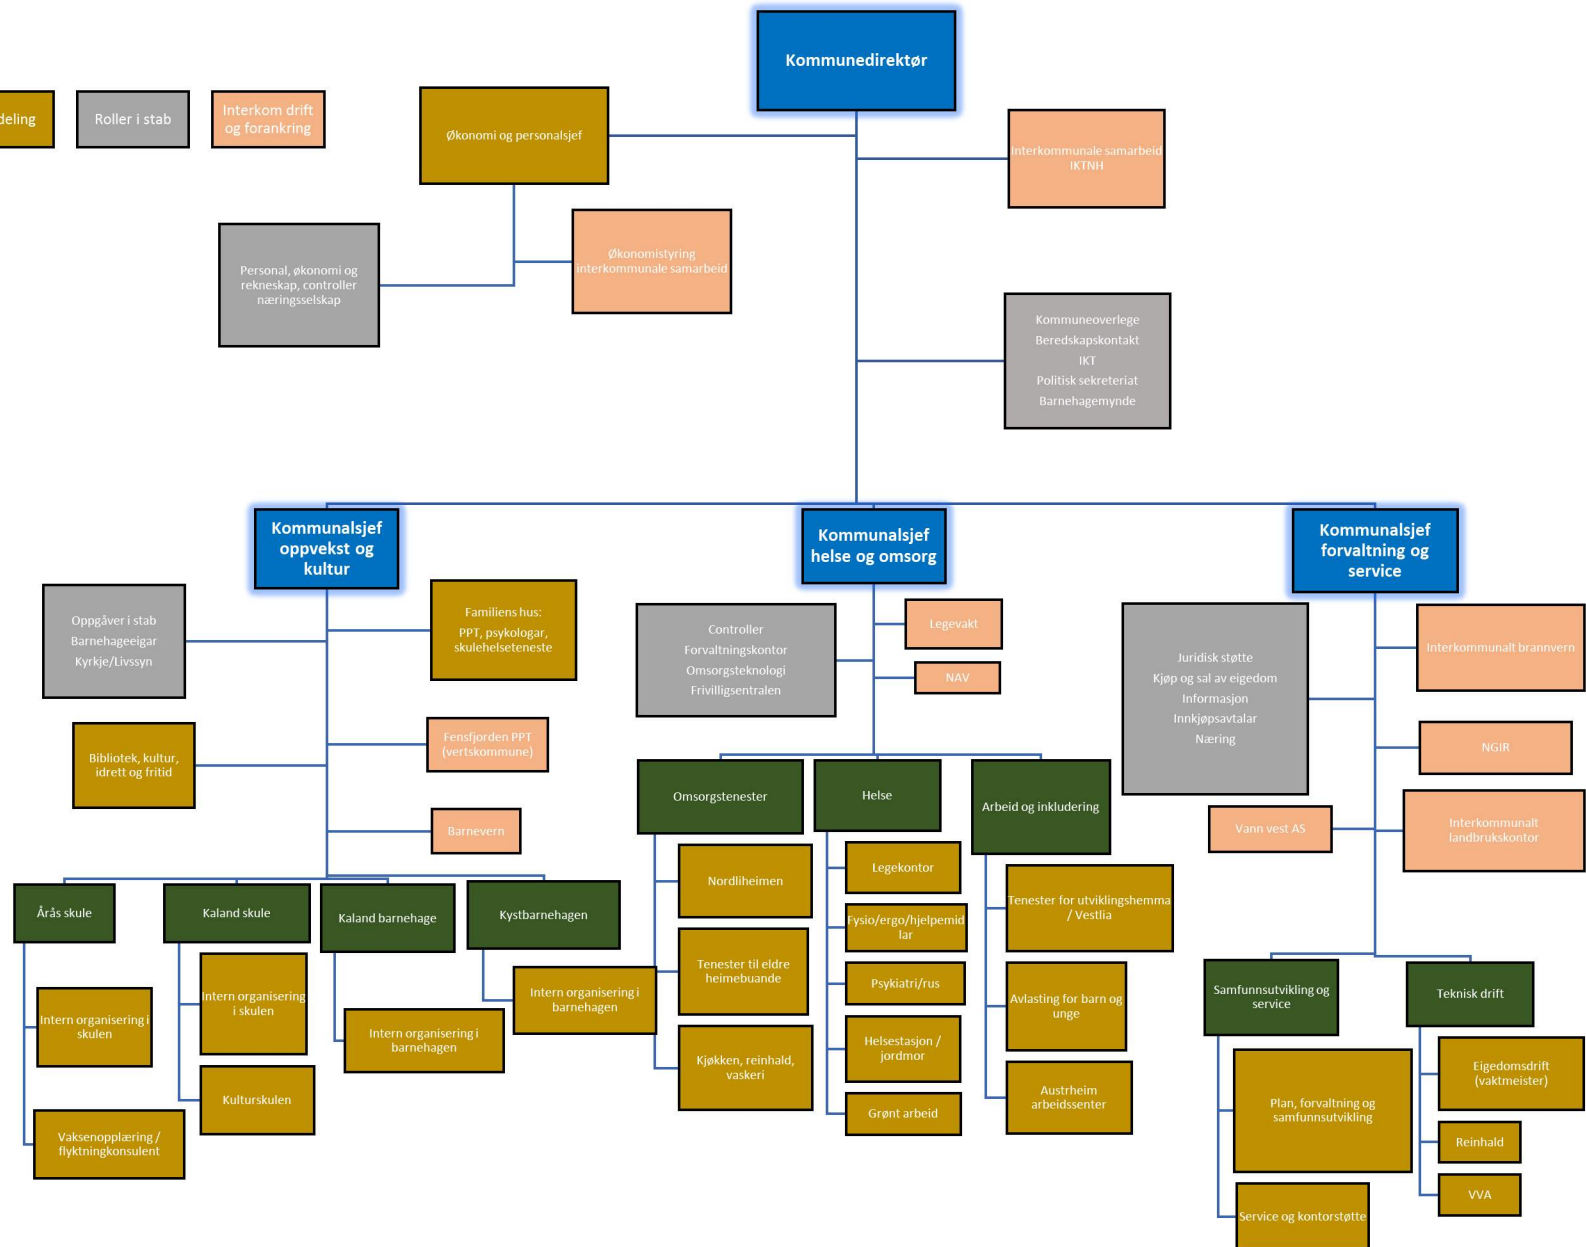 Kommunedirektør
deling
Roller i stab
Interkom drift
og forankring
Økonomi og personalsjef
Interkommunale samarbeid
IKTNH
Personal, økonomi og
rekneskap, controller
næringsselskap
Økonomistyring
interkommunale samarbeid
Kommuneoverlege
Beredskapskontakt
IKT
Politisk sekreteriat
Barnehagemynde
Kommunalsjef
oppvekst og
kultur
Kommunalsjef
helse og omsorg
Kommunalsjef
forvaltning og
service
Oppgåver i stab
Barnehageeigar
Kyrkje/Livssyn
Familiens hus:
PPT, psykologar,
skulehelseteneste
Bibliotek, kultur,
idrett og fritid
Fensfjorden PPT
(vertskommune)
Barnevern
Controller
Forvaltningskontor
Omsorgsteknologi
Frivilligsentralen
Legevakt
NAV
Juridisk støtte
Kjøp og sal av eigedom
Informasjon
Innkjøpsavtalar
Næring
Interkommunalt brannvern
NGIR
Vann vest AS
Interkommunalt
landbrukskontor
Årås skule
Kaland skule
Kaland barnehage
Kystbarnehagen
Intern organisering i
skulen
Vaksenopplæring /
flyktningkonsulent
Intern organisering
i skulen
Kulturskulen
Intern organisering i
barnehagen
Intern organisering i
barnehagen
Omsorgstenester
Helse
Arbeid og inkludering
Nordliheimen
Tenester til eldre
heimebuande
Kjøkken, reinhald,
vaskeri
Legekontor
Fysio/ergo/hjelpemid
lar
Psykiatri/rus
Helsestasjon /
jordmor
Grønt arbeid
Tenester for utviklingshemma
/ Vestlia
Avlasting for barn og
unge
Austrheim
arbeidssenter
Samfunnsutvikling og
service
Teknisk drift
Plan, forvaltning og
samfunnsutvikling
Service og kontorstøtte
Eigedomsdrift
(vaktmeister)
Reinhald
VVA